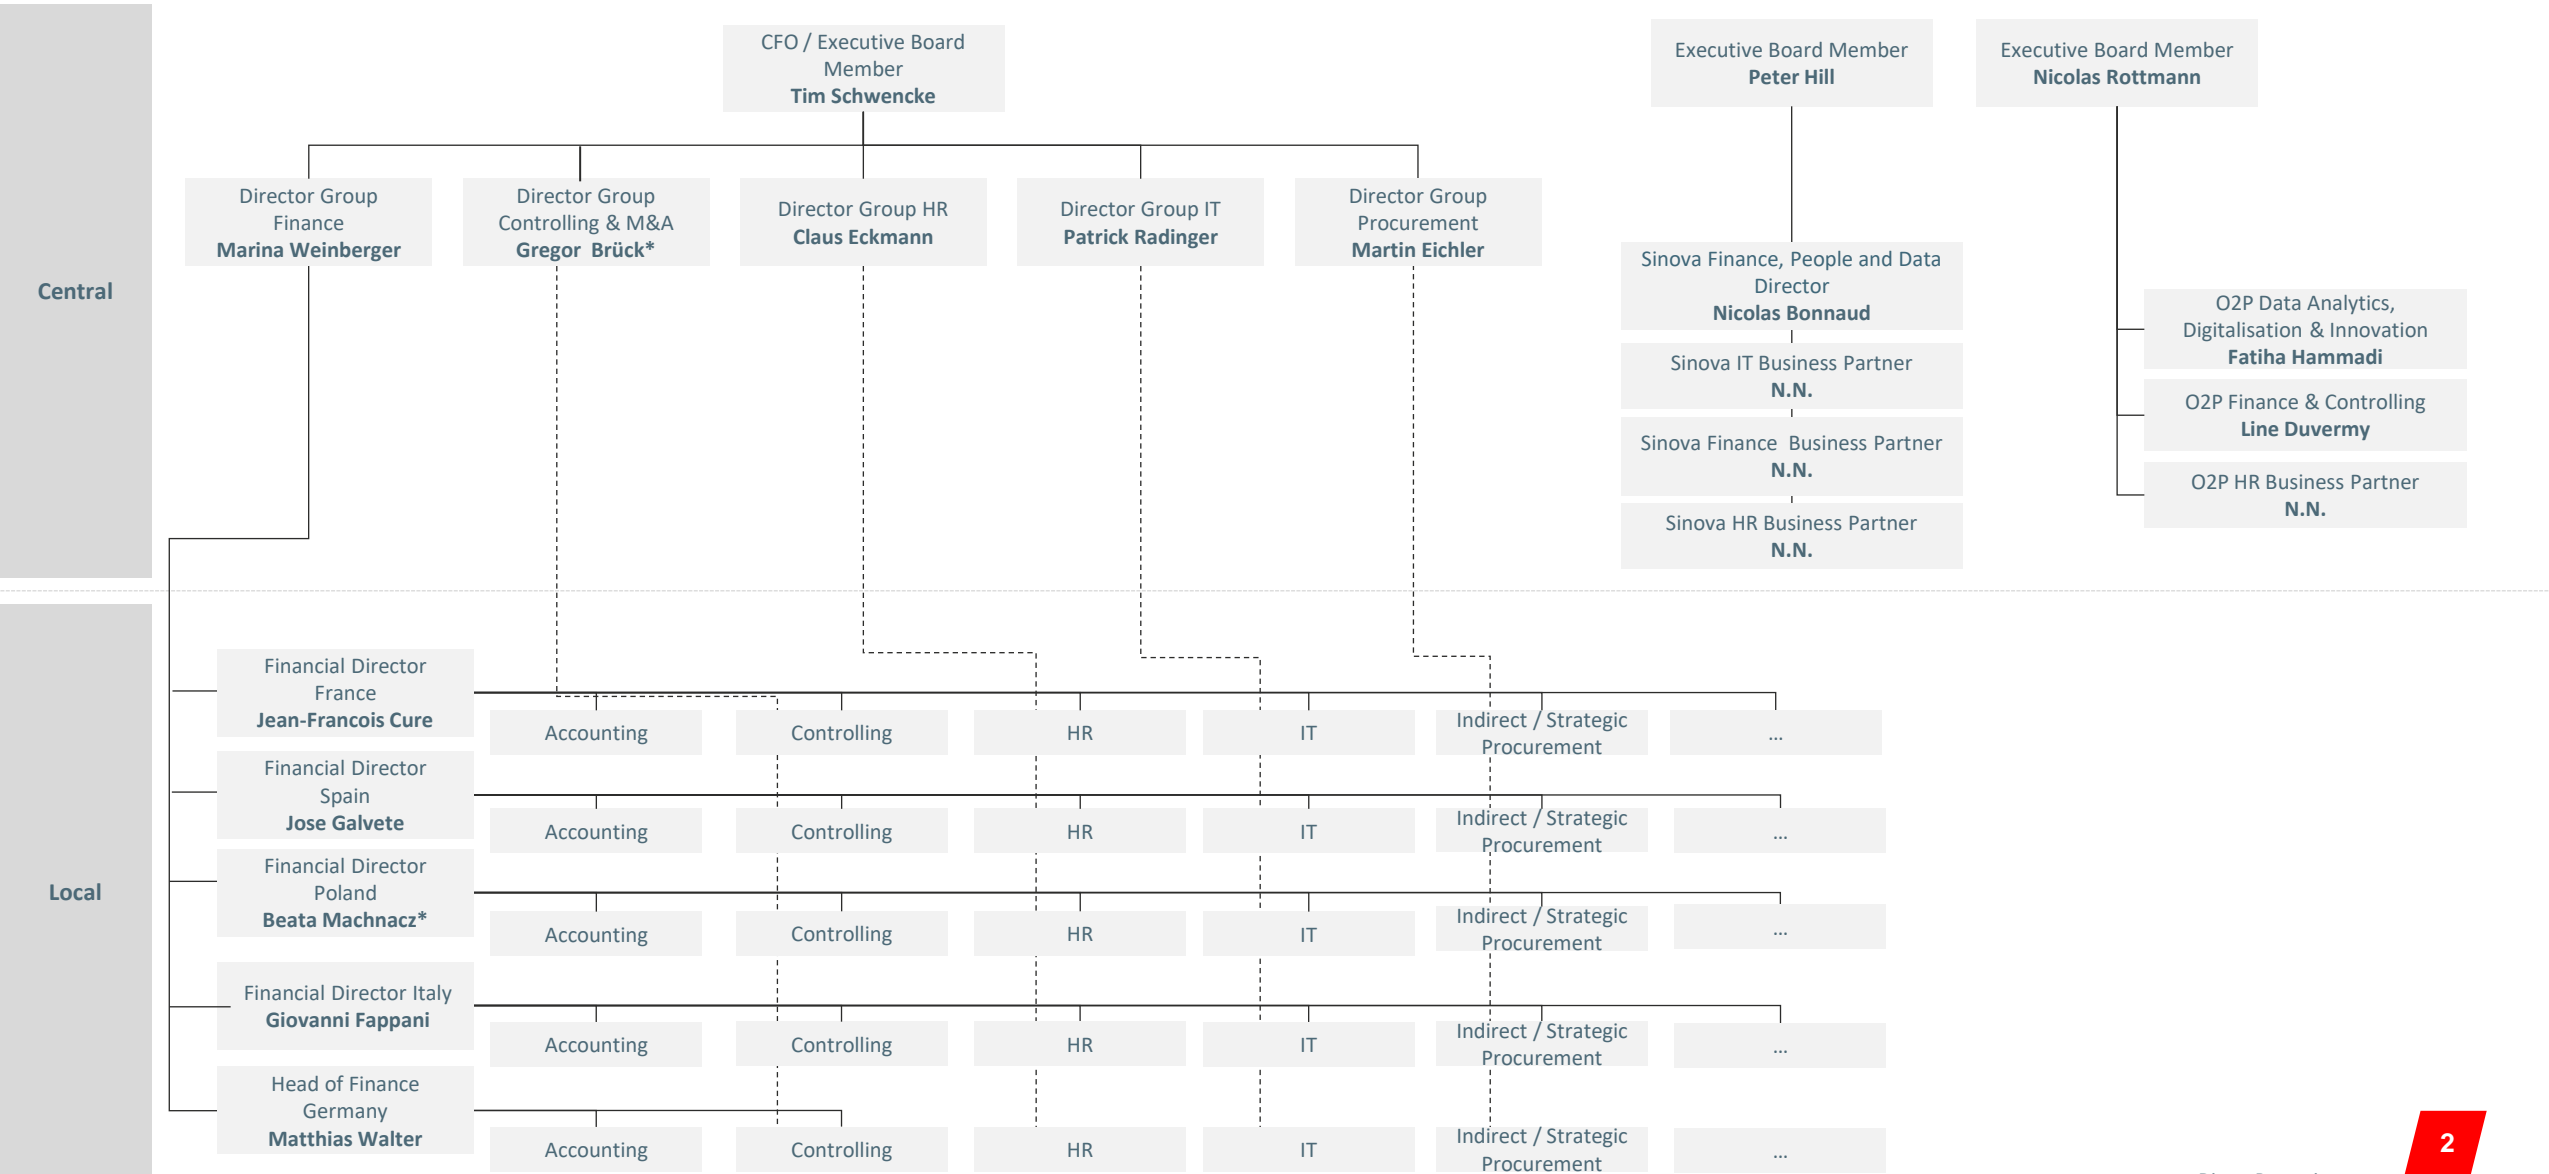 CFO / Executive Board
Member
Tim Schwencke
Executive Board Member
Peter Hill
Executive Board Member
Nicolas Rottmann
Director Group
Finance
Marina Weinberger
Director Group
Controlling & M&A
Gregor Brück*
Director Group HR
Claus Eckmann
Director Group IT
Patrick Radinger
Director Group
Procurement
Martin Eichler
Central
Sinova Finance, People and Data
Director
Nicolas Bonnaud
Sinova IT Business Partner
N.N.
Sinova Finance Business Partner
N.N.
Sinova HR Business Partner
N.N.
O2P Data Analytics,
Digitalisation & Innovation
Fatiha Hammadi
O2P Finance & Controlling
Line Duvermy
O2P HR Business Partner
N.N.
Local
Financial Director
France
Jean-Francois Cure
Accounting
Controlling
HR
IT
Indirect / Strategic
Procurement
...
Financial Director
Spain
Jose Galvete
Accounting
Controlling
HR
IT
Indirect / Strategic
Procurement
...
Financial Director
Poland
Beata Machnacz*
Accounting
Controlling
HR
IT
Indirect / Strategic
Procurement
...
Financial Director Italy
Giovanni Fappani
Accounting
Controlling
HR
IT
Indirect / Strategic
Procurement
...
Head of Finance
Germany
Matthias Walter
Accounting
Controlling
HR
IT
Indirect / Strategic
Procurement
...
2